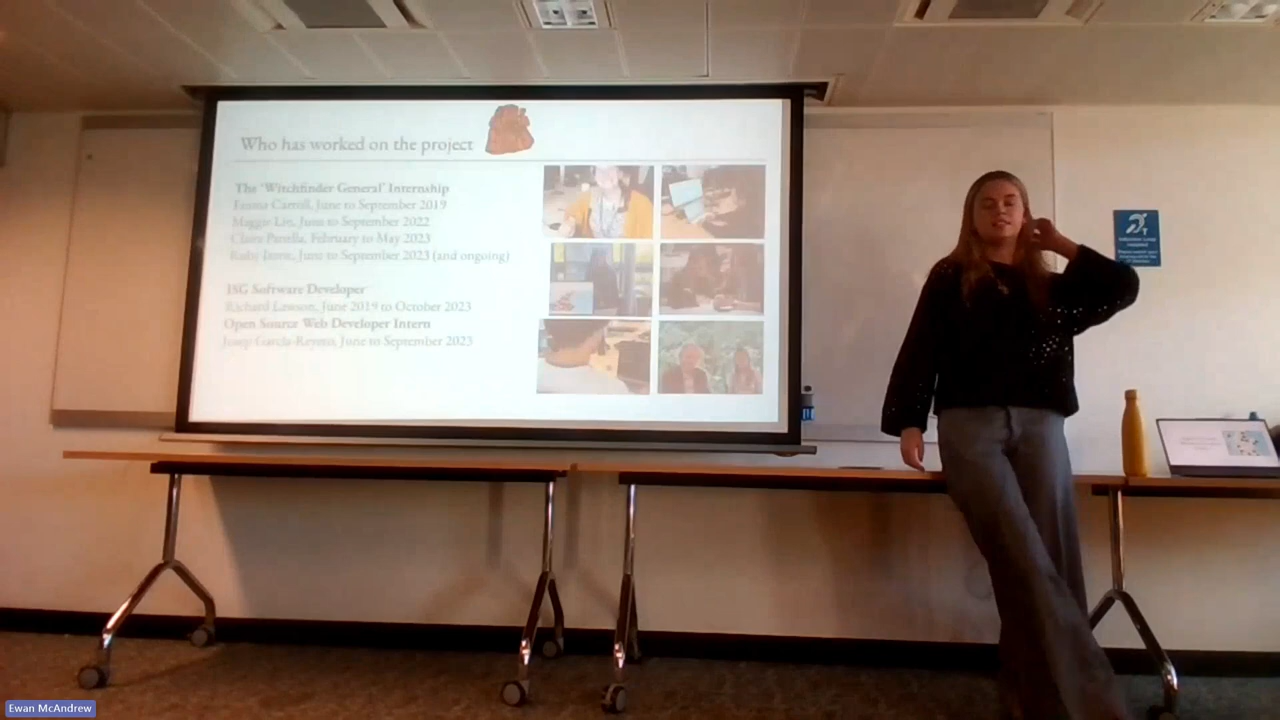 Who has worked on the project
The 'Witchfinder General' Internship
Emma Carroll, June to September 2019
Maggie Lin, June to September 2022
Claire Panella, February to May 2023
Ruby June to September 2023 (and ongoing)
ISG Software Developer
Richard Lawson, June 2019 to October 2023
Open Source Web Developer Intern
Josep Garcia-Reyero, June to September 2023
Ewan McAndrew